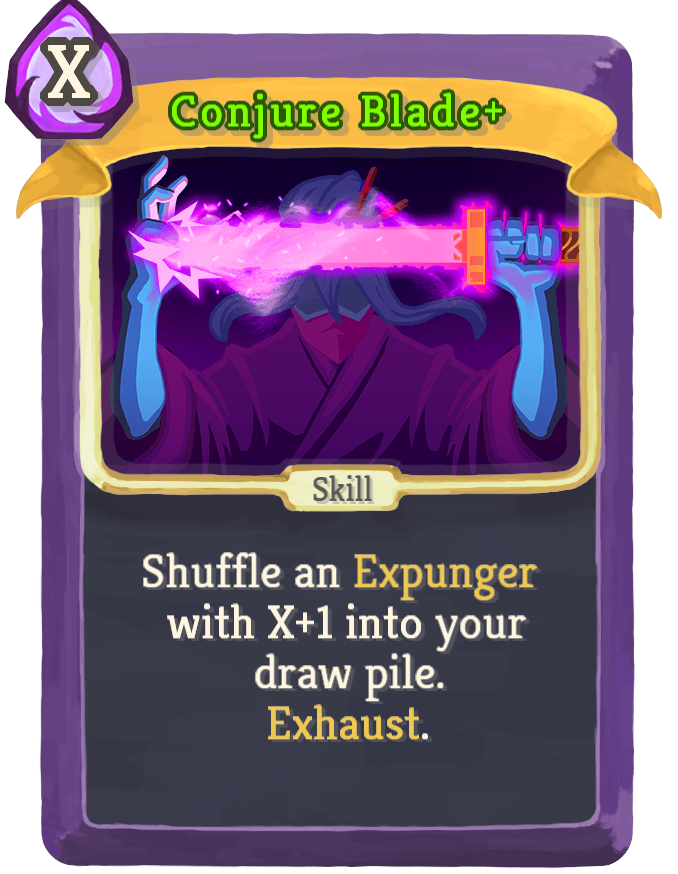 X
Conjure Blade+
Skill
Shuffle an Expunger
with X+1 into your
draw pile.
Exhaust.